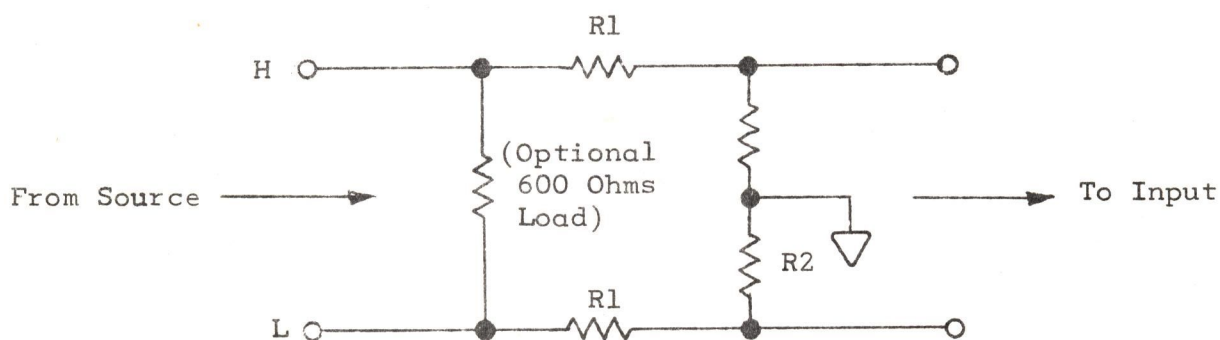 R1
H
(Optional
600 Ohms
Load)
From Source
To Input
R2
R1
L